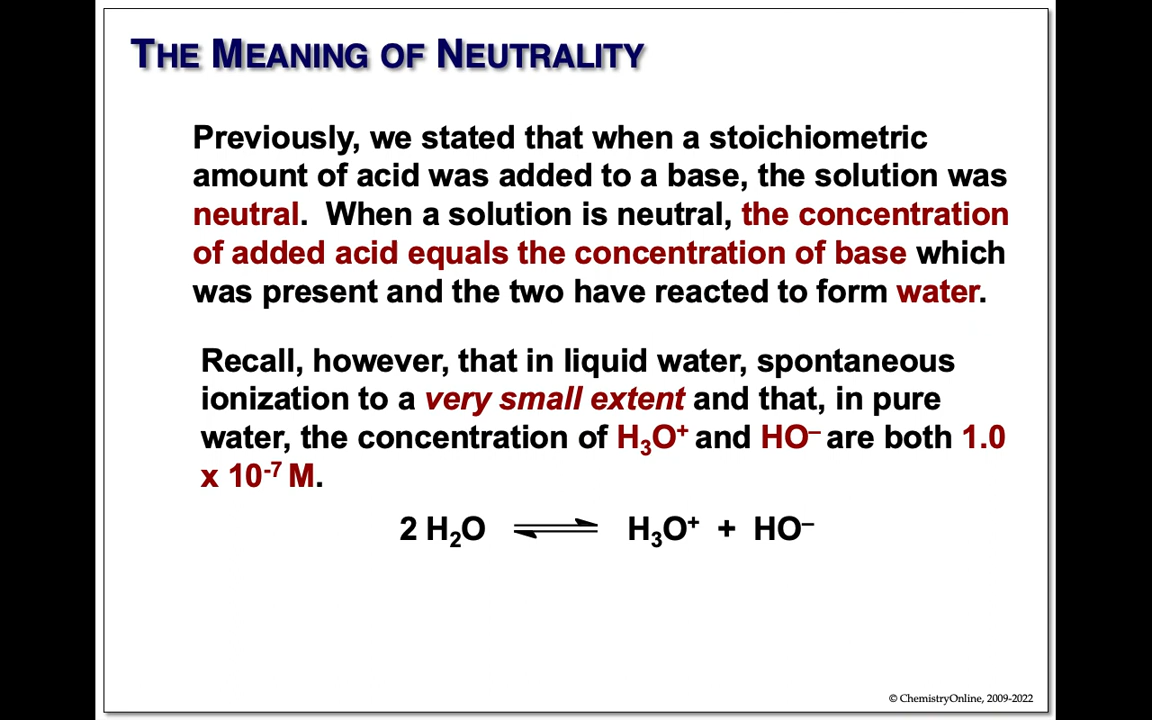 THE MEANING OF NEUTRALITY
Previously, we stated that when a stoichiometric
amount of acid was added to a base, the solution was
neutral.  When a solution is neutral, the concentration
of added acid equals the concentration of base which
was present and the two have reacted to form water.
Recall, however, that in liquid water, spontaneous
ionization to a very small extent and that, in pure
water, the concentration of H₃O⁺ and HO⁻ are both 1.0
x 10⁻⁷ M.
2 H₂O ⇌ H₃O⁺ + HO⁻
© ChemistryOnline, 2009-2022